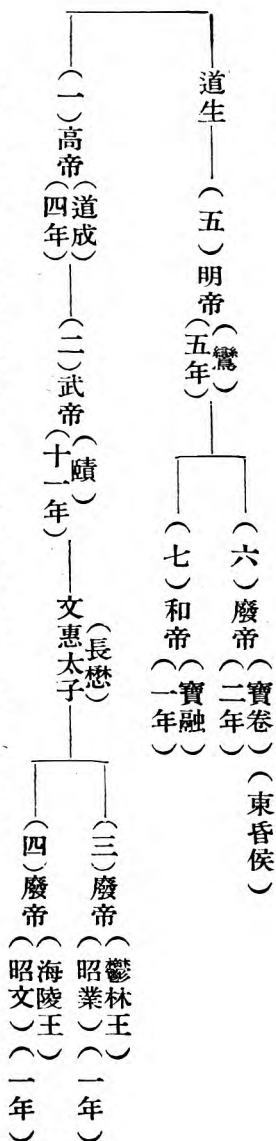 道生
（五）明帝（鸞）（五年）
（六）廢帝（寶卷）（二年）（東昏侯）
（七）和帝（寶融）（一年）
（一）高帝（道成）（四年）
（二）武帝（賾）（十一年）
（長懋）文惠太子
（三）廢帝（鬱林王）（昭業）（一年）
（四）廢帝（海陵王）（昭文）（一年）